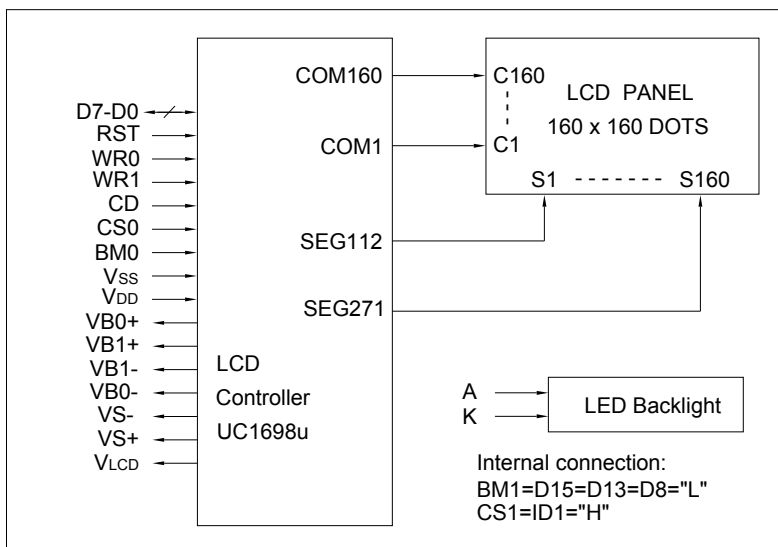 D7-D0
RST
WR0
WR1
CD
CS0
BM0
VSS
VDD
VB0+
VB1+
VB1-
VB0-
VS-
VS+
VLCD
COM160
COM1
SEG112
SEG271
LCD
Controller
UC1698u
C160
C1
LCD PANEL
160 x 160 DOTS
S1 - - - - - - - S160
A
K
LED Backlight
Internal connection:
BM1=D15=D13=D8="L"
CS1=ID1="H"